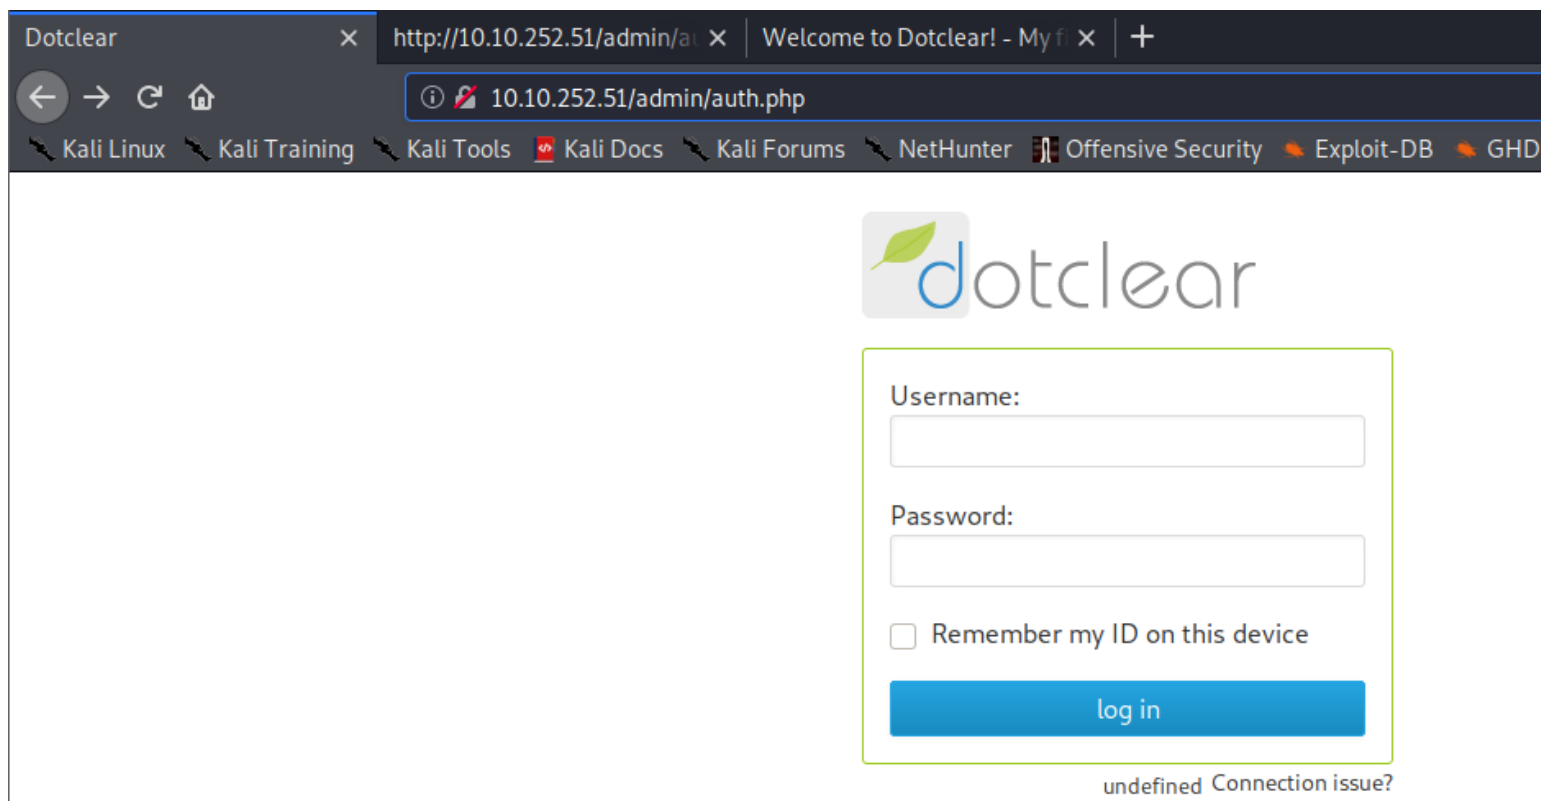 Dotclear
http://10.10.252.51/admin/au
Welcome to Dotclear! - My fi
10.10.252.51/admin/auth.php
Kali Linux Kali Training Kali Tools Kali Docs Kali Forums NetHunter Offensive Security Exploit-DB GHD
dotclear
Username:
Password:
Remember my ID on this device
log in
undefined Connection issue?